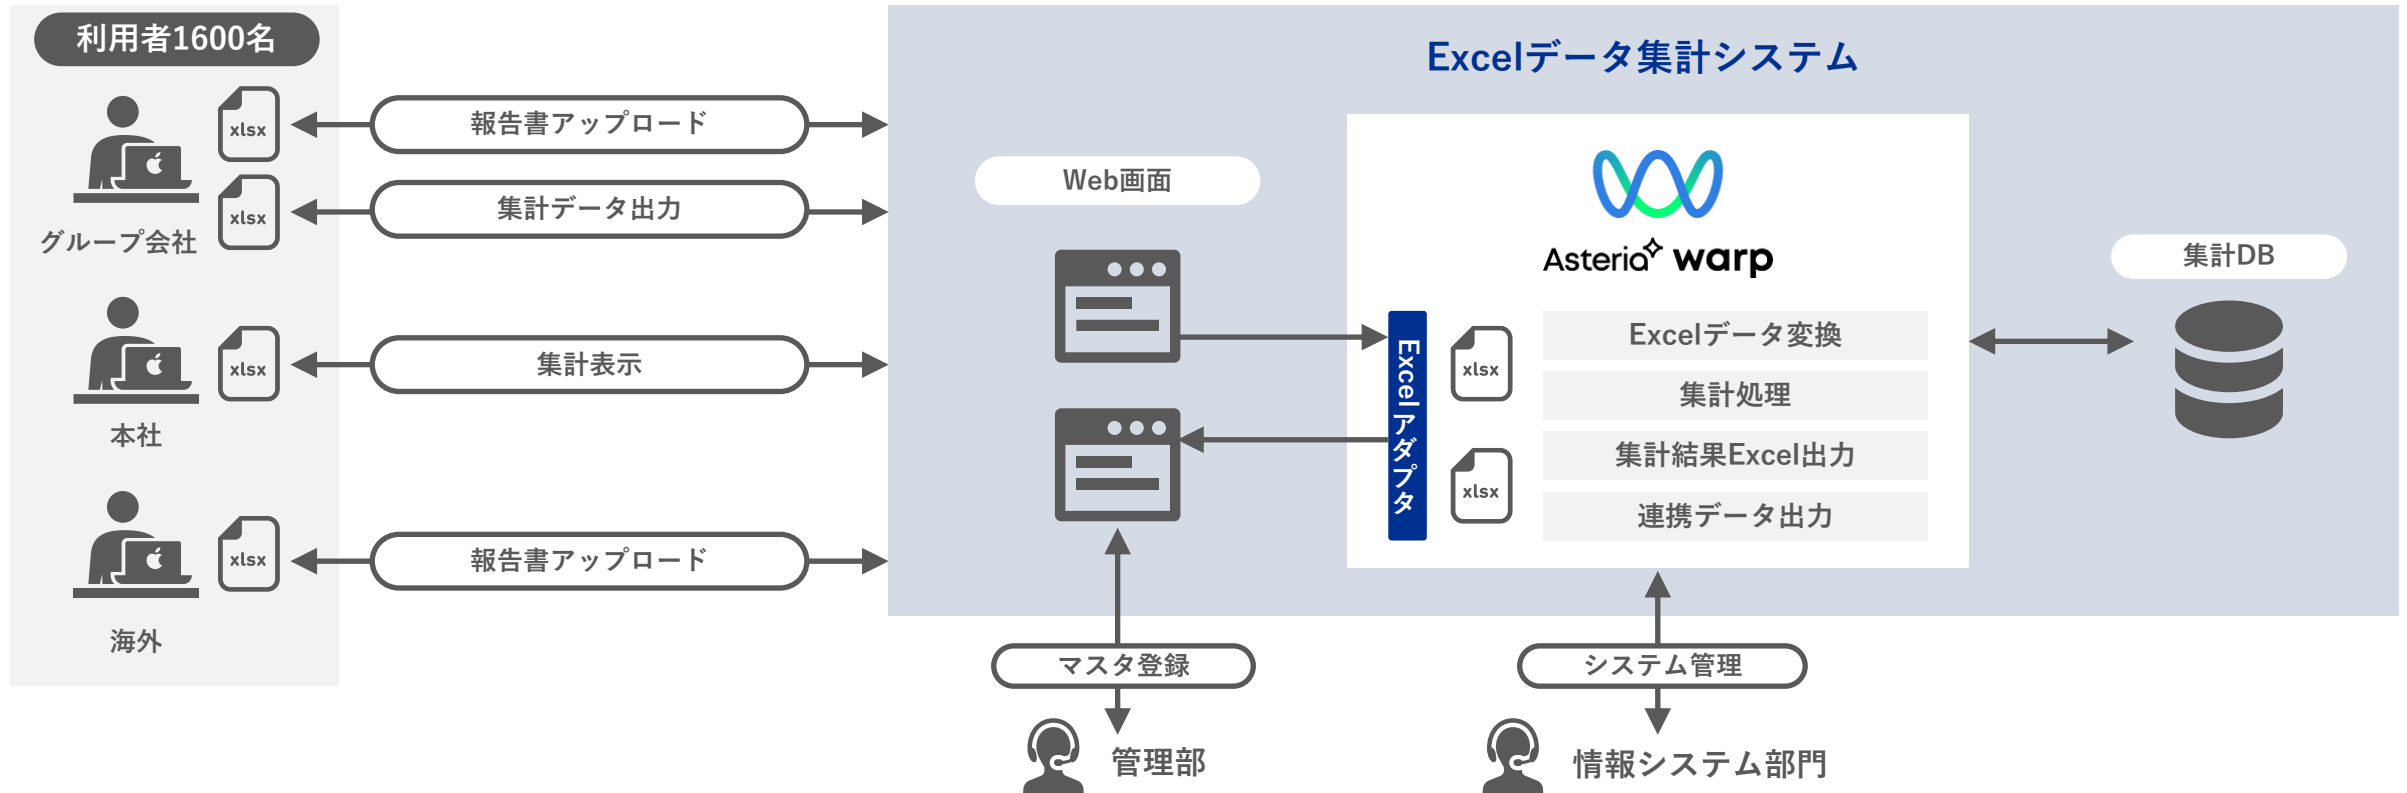 利用者1600名
xlsx
報告書アップロード
xlsx
集計データ出力
グループ会社
xlsx
集計表示
本社
xlsx
報告書アップロード
海外
Excelデータ集計システム
Web画面
Asteria warp
Excelアダプタ
xlsx
xlsx
Excelデータ変換
集計処理
集計結果Excel出力
連携データ出力
集計DB
マスタ登録
管理部
システム管理
情報システム部門